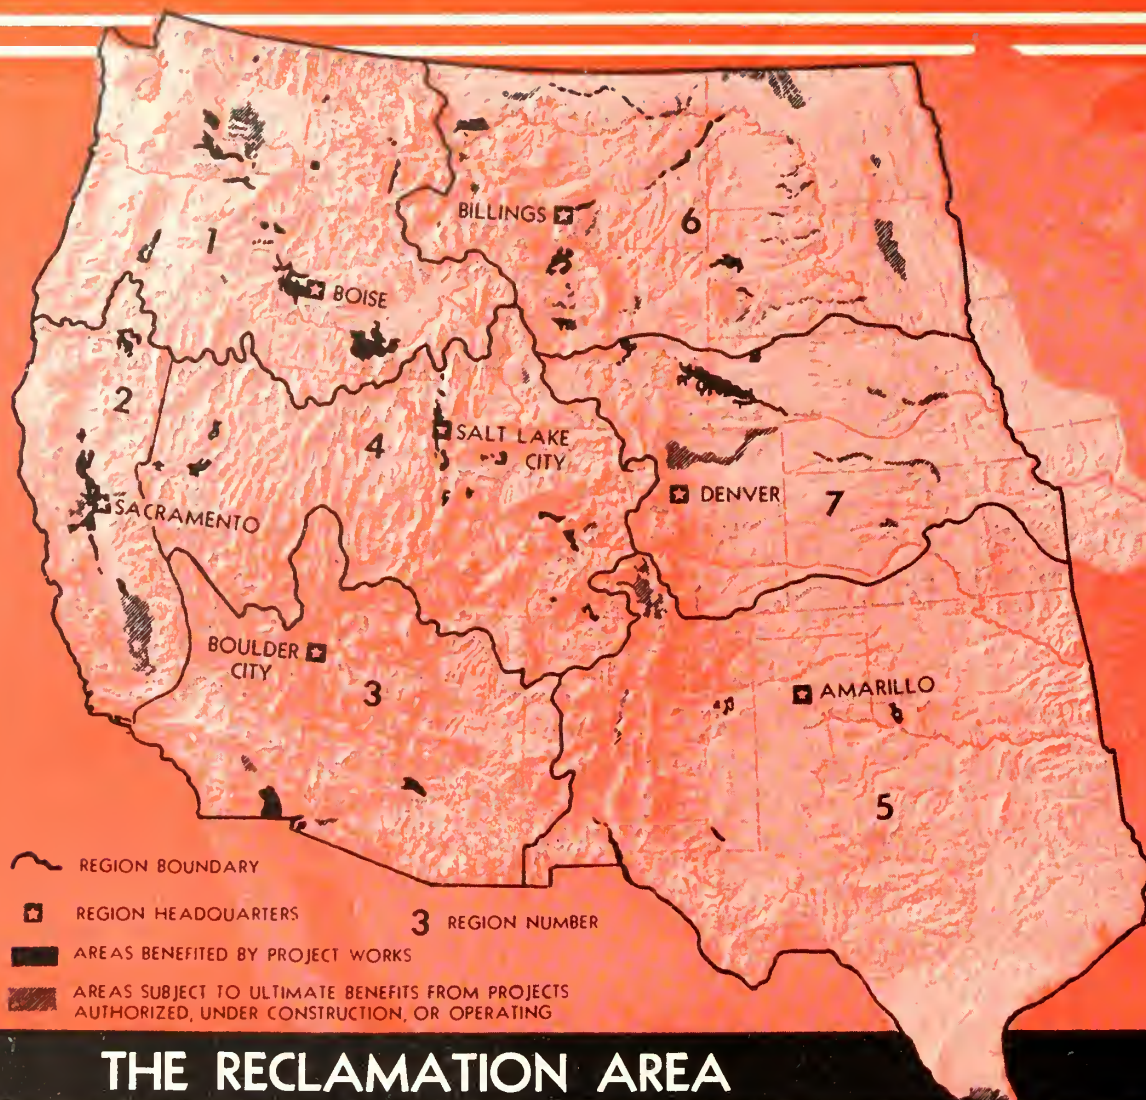 BILLINGS
6
1
BOISE
2
4
SALT LAKE
CITY
DENVER
7
SACRAMENTO
BOULDER
CITY
3
AMARILLO
5
REGION BOUNDARY
REGION HEADQUARTERS
3 REGION NUMBER
AREAS BENEFITED BY PROJECT WORKS
AREAS SUBJECT TO ULTIMATE BENEFITS FROM PROJECTS
AUTHORIZED, UNDER CONSTRUCTION, OR OPERATING
THE RECLAMATION AREA